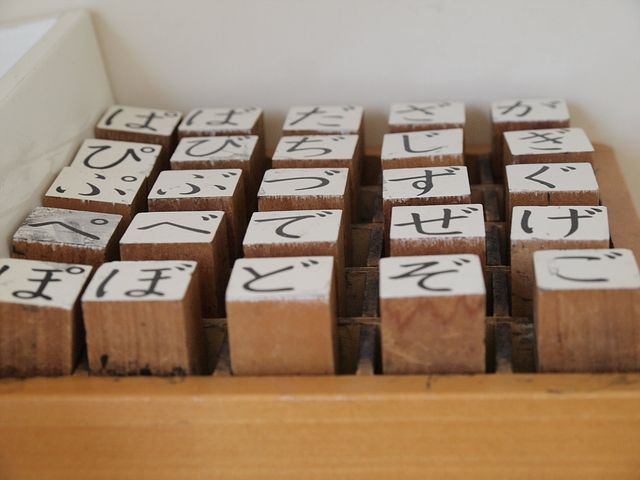 ぱ ば だ ざ が
ぴ び ぢ じ ぎ
ぷ ぶ づ ず ぐ
ぺ べ で ぜ げ
ぽ ぼ ど ぞ ご